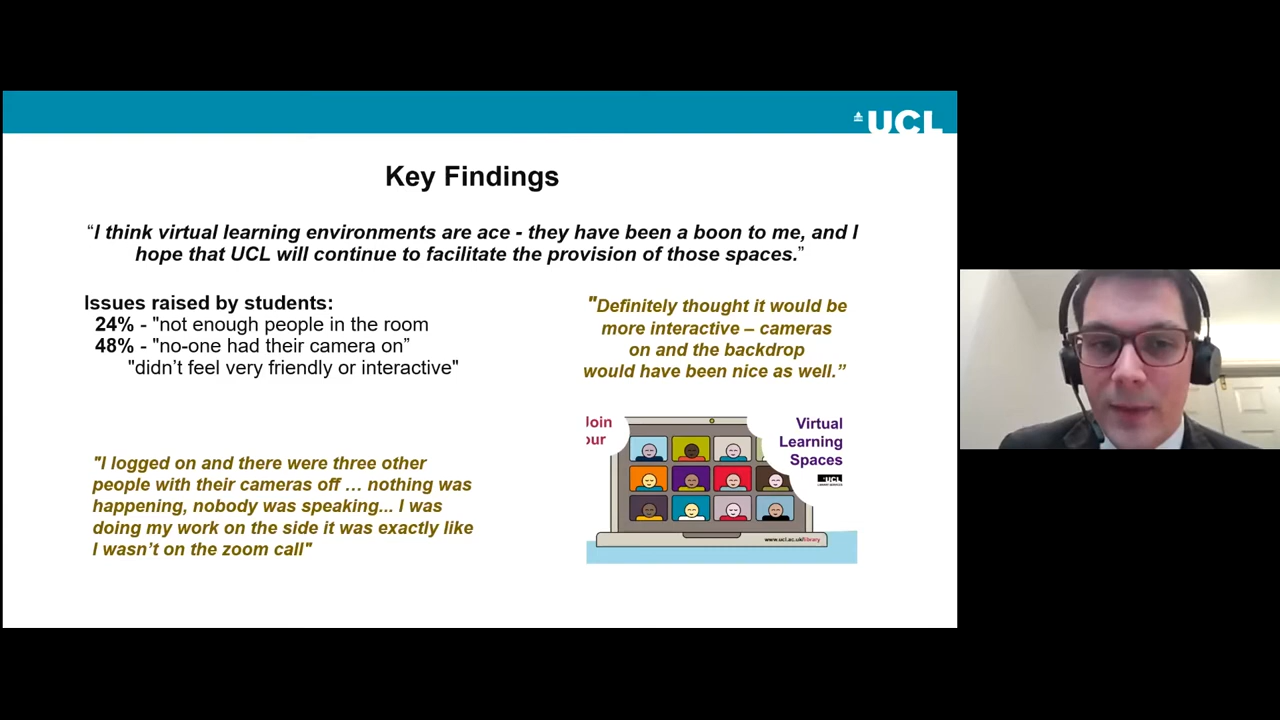 UCL
Key Findings
“I think virtual learning environments are ace - they have been a boon to me, and I
hope that UCL will continue to facilitate the provision of those spaces.”
Issues raised by students:
24% - "not enough people in the room
48% - "no-one had their camera on”
"didn’t feel very friendly or interactive"
"Definitely thought it would be
more interactive – cameras
on and the backdrop
would have been nice as well.”
"I logged on and there were three other
people with their cameras off … nothing was
happening, nobody was speaking... I was
doing my work on the side it was exactly like
I wasn’t on the zoom call"
Join
our
Virtual
Learning
Spaces
UCL
LIBRARY SERVICES
www.ucl.ac.uk/library